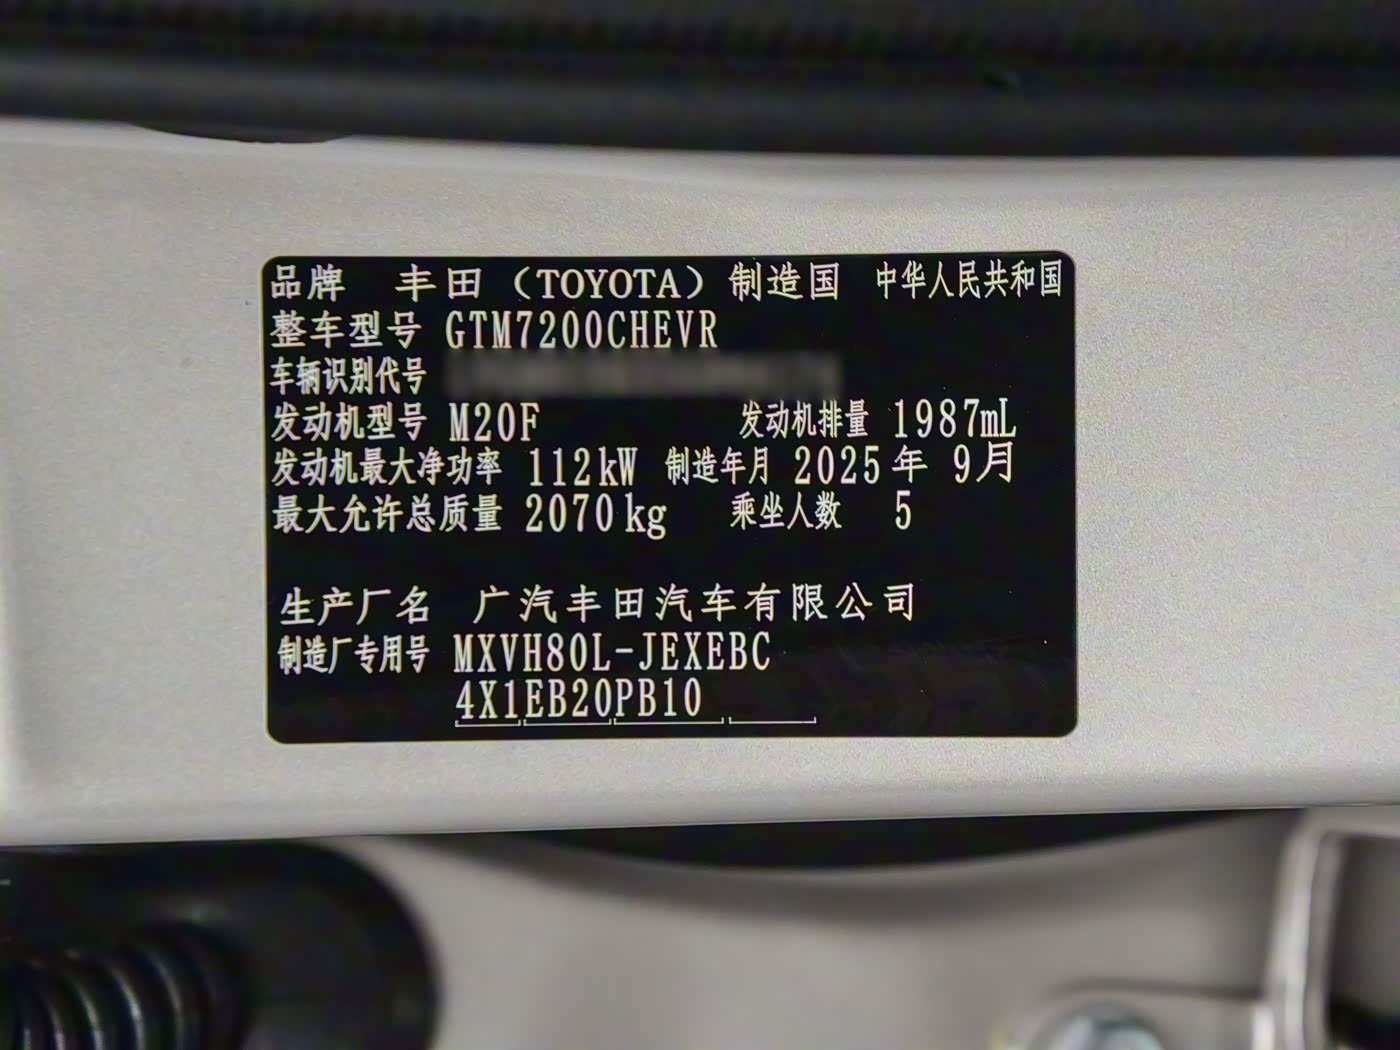 品牌 丰田（TOYOTA）制造国 中华人民共和国
整车型号 GTM7200CHEVR
车辆识别代号
发动机型号 M20F 发动机排量 1987mL
发动机最大净功率 112kW 制造年月 2025年 9月
最大允许总质量 2070kg 乘坐人数 5
生产厂名 广汽丰田汽车有限公司
制造厂专用号 MXVH80L-JEXEBC
4X1EB20PB10